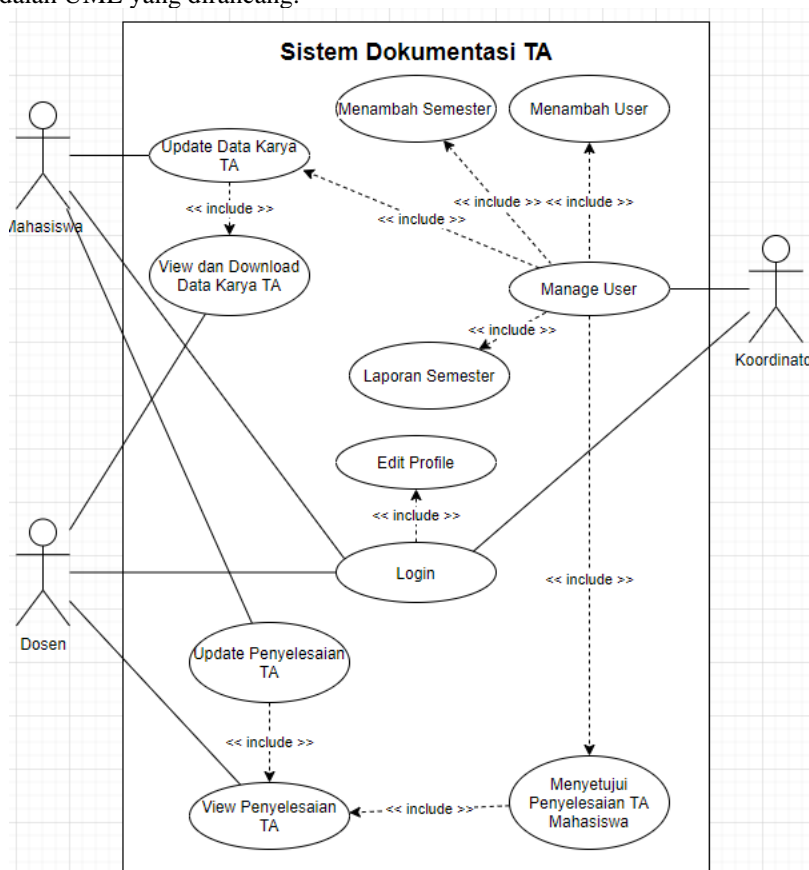 dalah UML yang dirancang:
Sistem Dokumentasi TA
Menambah Semester
Menambah User
Update Data Karya
TA
<< include >>
<< include >> << include >>
<< include >>
Mahasiswa
View dan Download
Data Karya TA
Manage User
<< include >>
Koordinato
Laporan Semester
Edit Profile
<< include >>
Login
<< include >>
Dosen
Update Penyelesaian
TA
<< include >>
View Penyelesaian
TA
<< include >>
Menyetujui
Penyelesaian TA
Mahasiswa